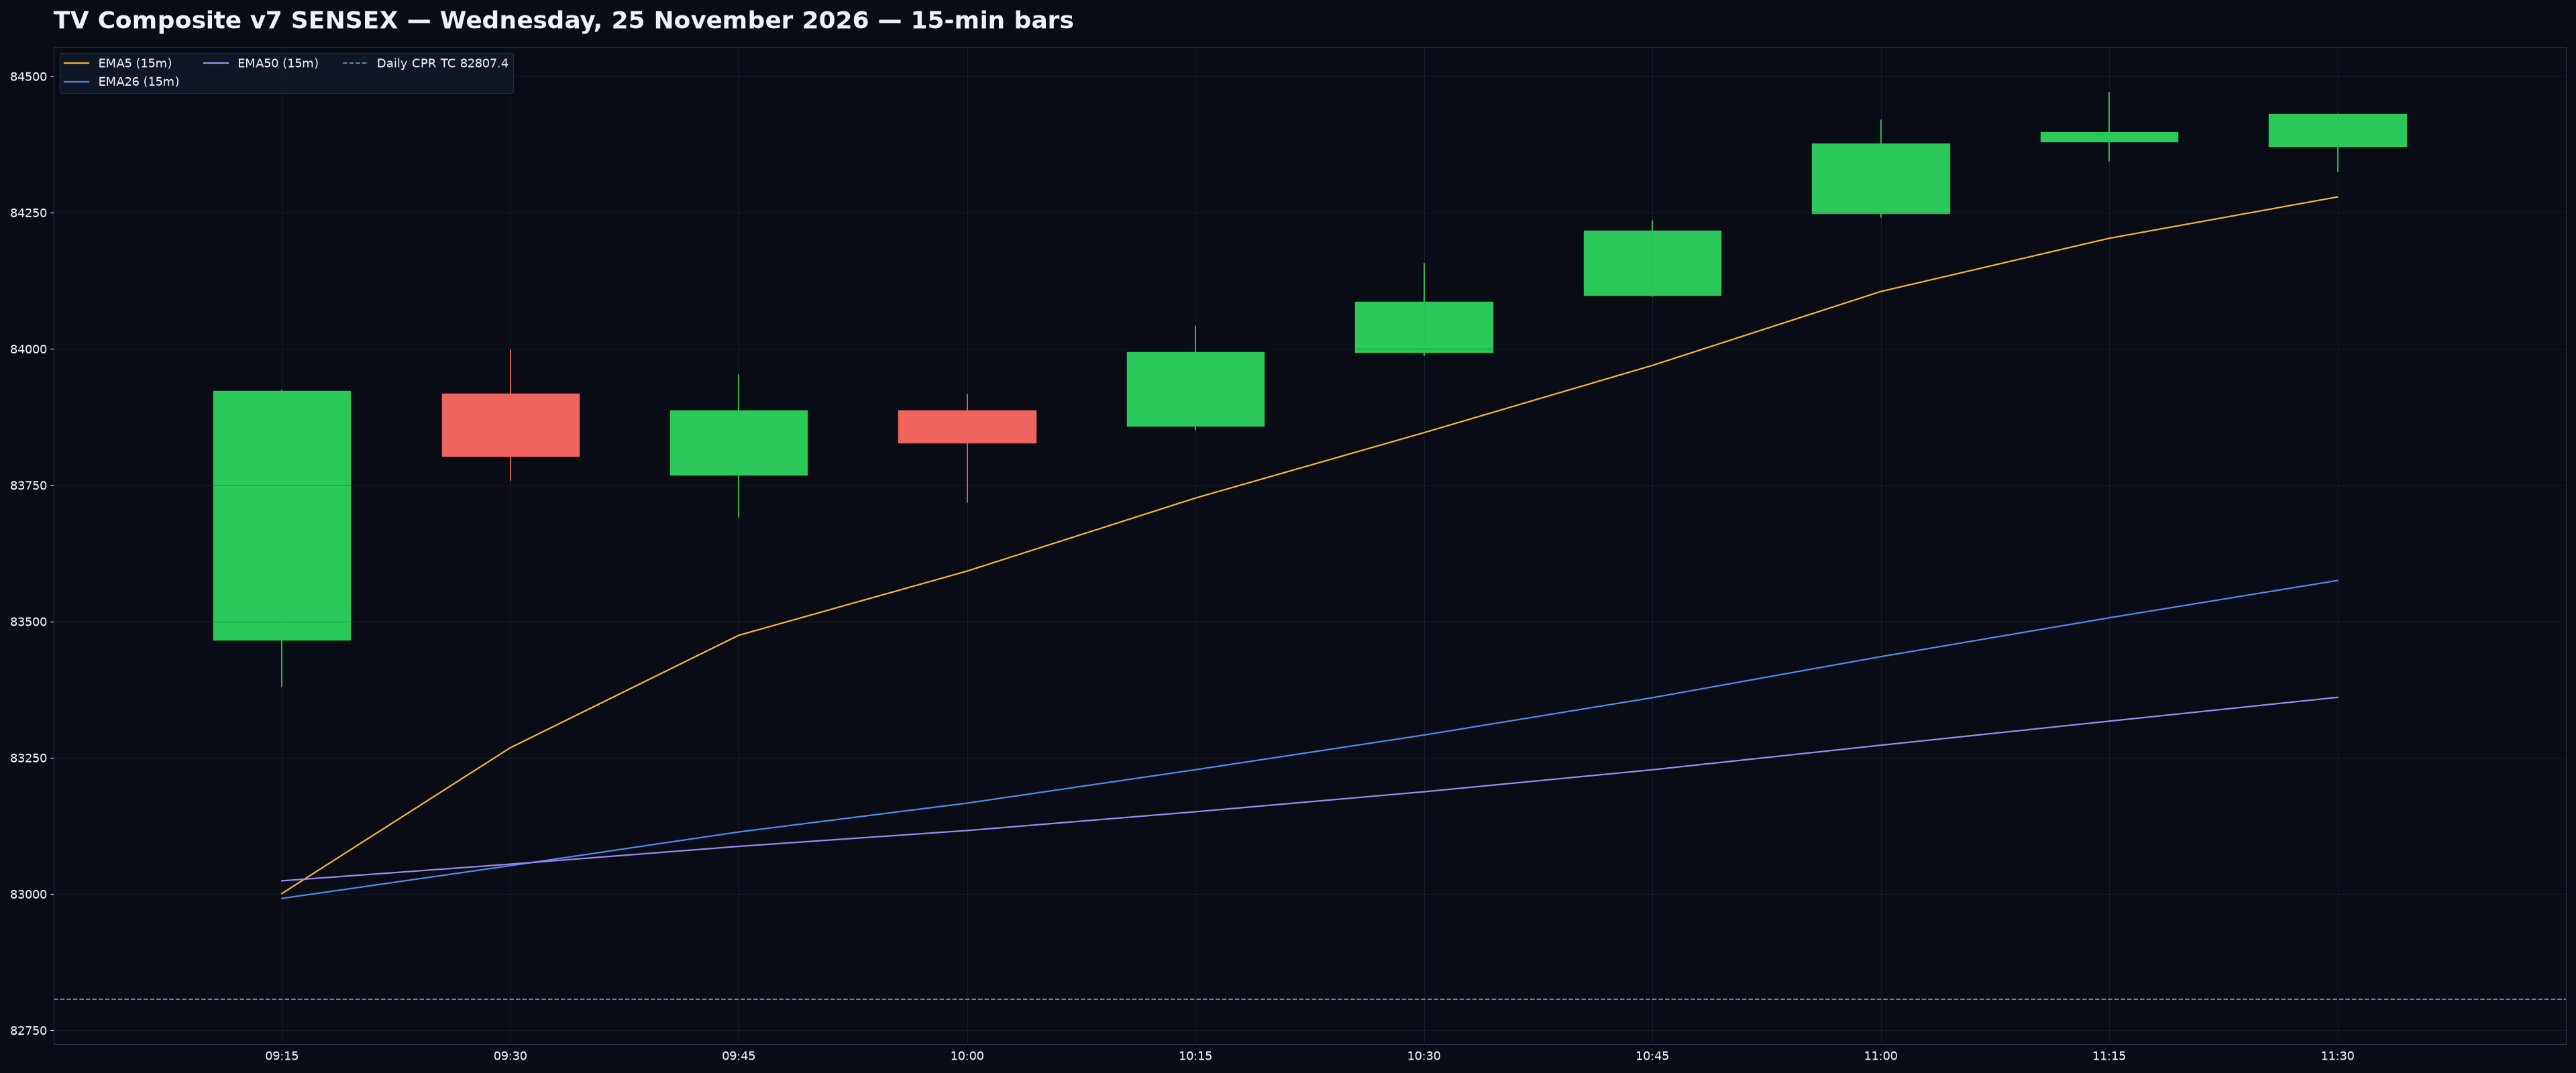 TV Composite v7 SENSEX — Wednesday, 25 November 2026 — 15-min bars
EMA5 (15m) EMA50 (15m) Daily CPR TC 82807.4
EMA26 (15m)
84500
84250
84000
83750
83500
83250
83000
82750
09:15 09:30 09:45 10:00 10:15 10:30 10:45 11:00 11:15 11:30